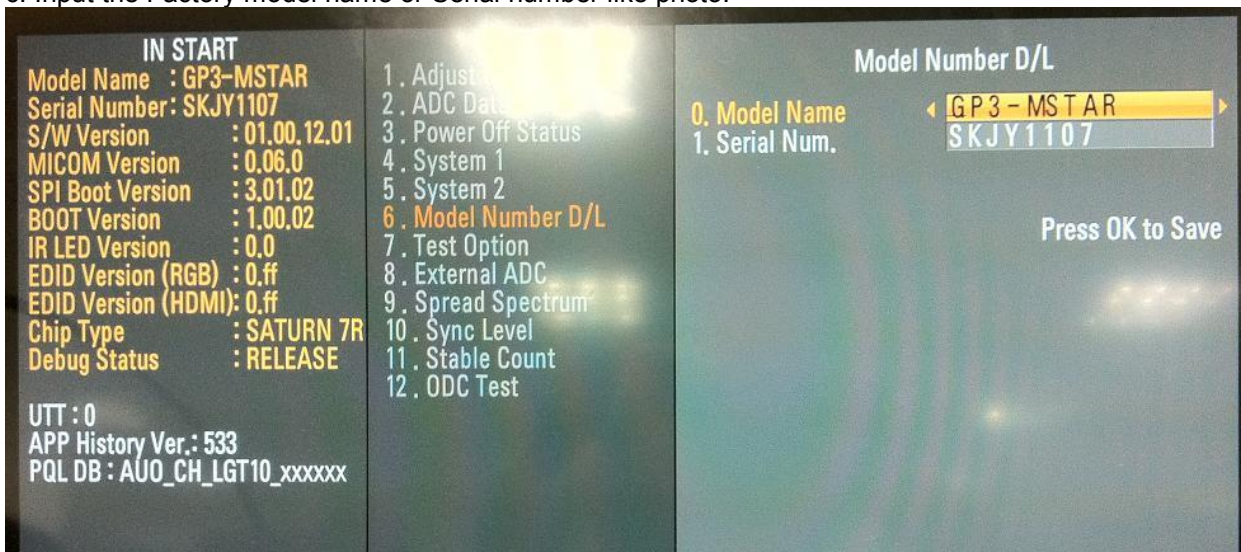 IN START
Model Name : GP3-MSTAR
Serial Number: SKJY1107
S/W Version : 01.00.12.01
MICOM Version : 0.06.0
SPI Boot Version : 3.01.02
BOOT Version : 1.00.02
IR LED Version : 0.0
EDID Version (RGB) : 0.ff
EDID Version (HDMI): 0.ff
Chip Type : SATURN 7R
Debug Status : RELEASE
UTT : 0
APP History Ver.: 533
PQL DB : AUO_CH_LGT10_xxxxxx
1 . Adjust
2 . ADC
3 . Power Off Status
4 . System 1
5 . System 2
6 . Model Number D/L
7 . Test Option
8 . External ADC
9 . Spread Spectrum
10 . Sync Level
11 . Stable Count
12 . ODC Test
Model Number D/L
0. Model Name GP3-MSTAR
1. Serial Num. SKJY1107
Press OK to Save